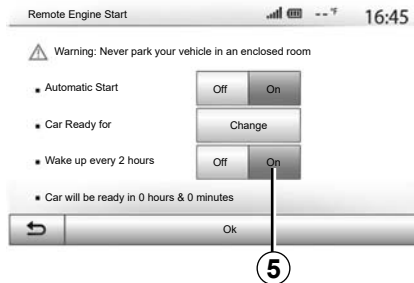 Remote Engine Start -- °F 16:45
Warning: Never park your vehicle in an enclosed room
Automatic Start Off On
Car Ready for Change
Wake up every 2 hours Off On
Car will be ready in 0 hours & 0 minutes
Ok
5